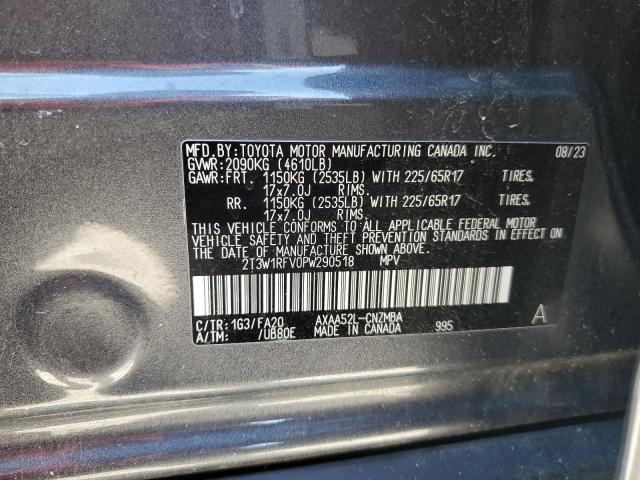 MFD.BY:TOYOTA MOTOR MANUFACTURING CANADA INC. 08/23
GVWR:2090KG (4610LB)
GAWR:FRT. 1150KG (2535LB) WITH 225/65R17 TIRES,
17x7.0J RIMS,
RR. 1150KG (2535LB) WITH 225/65R17 TIRES,
17x7.0J RIMS.
THIS VEHICLE CONFORMS TO ALL APPLICABLE FEDERAL MOTOR
VEHICLE SAFETY AND THEFT PREVENTION STANDARDS IN EFFECT ON
THE DATE OF MANUFACTURE SHOWN ABOVE.
2T3W1RFV0PW290518 MPV
C/TR:1G3/FA20 AXAA52L-CNZMBA
A/TM: /UB80E MADE IN CANADA 995 A